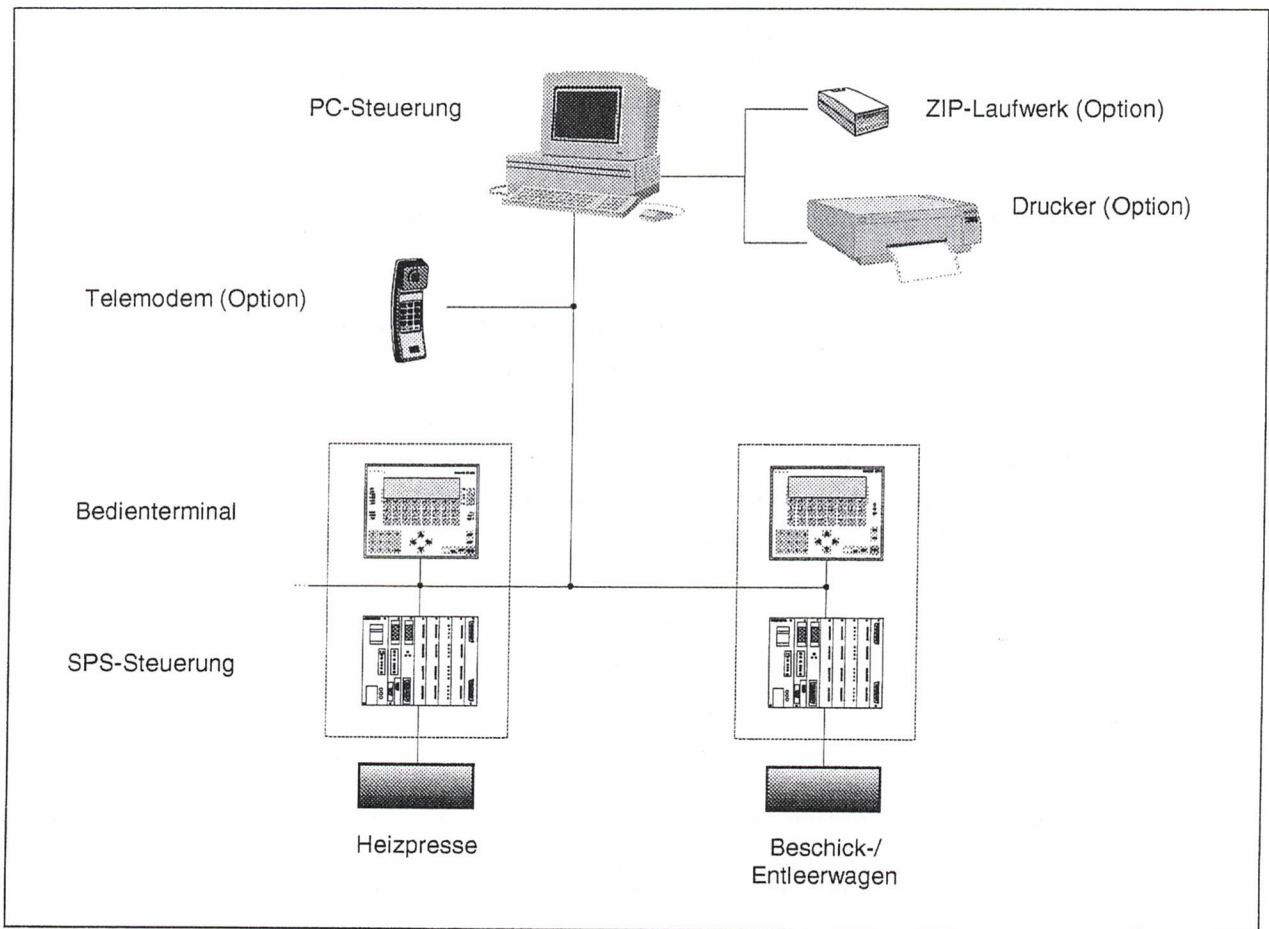 PC-Steuerung
ZIP-Laufwerk (Option)
Drucker (Option)
Telemodem (Option)
Bedienterminal
SPS-Steuerung
Heizpresse
Beschick-/
Entleerwagen